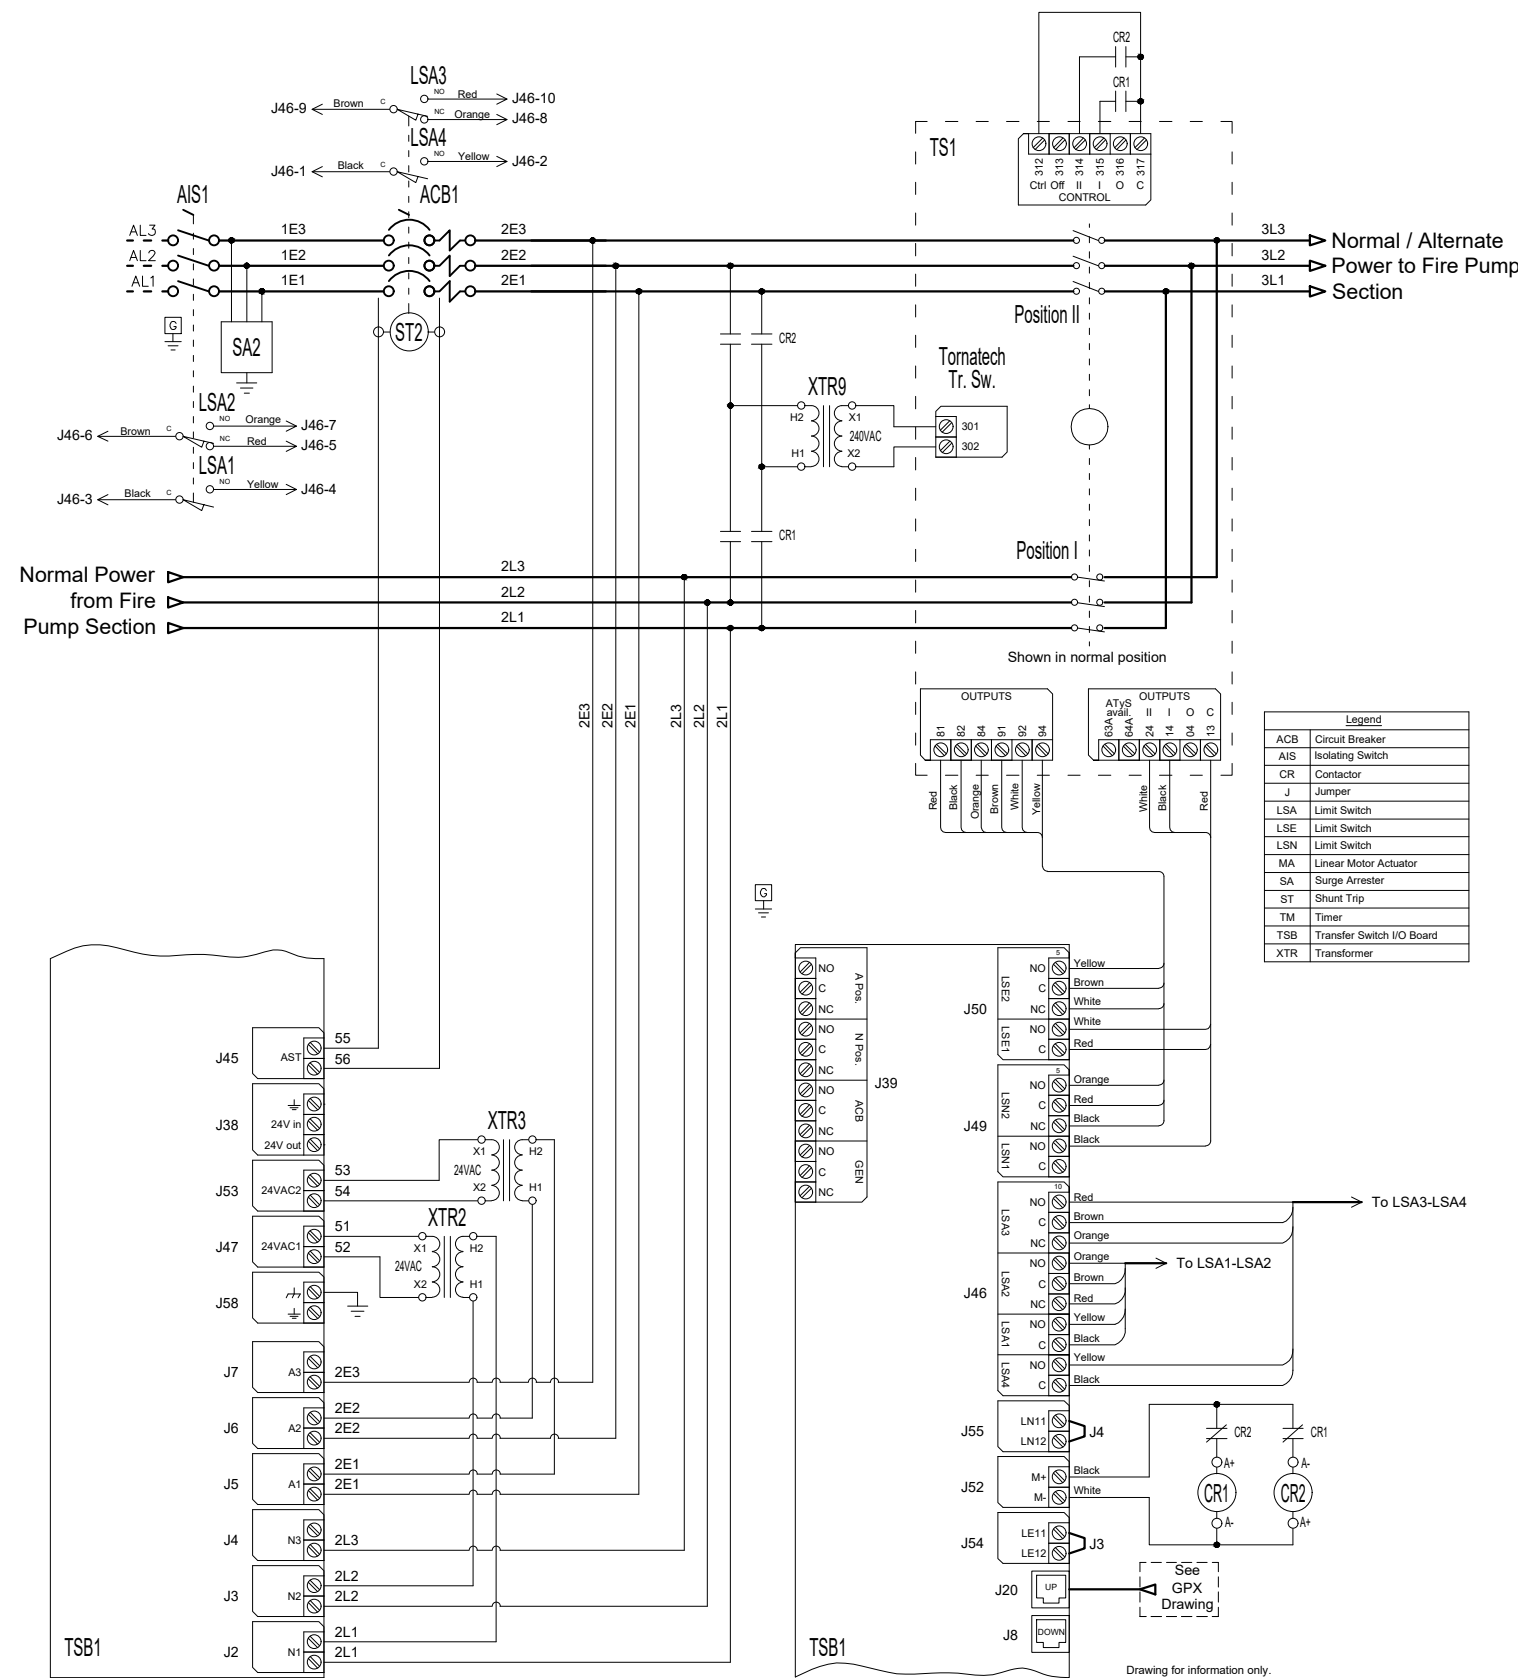 CR2
CR1
LSA3
NO Red J46-10
J46-9 Brown C
NC Orange J46-8
LSA4
NO Yellow J46-2
J46-1 Black C
TS1
312 313 314 315 316 317
Ctrl Off II I O C
CONTROL
AIS1
ACB1
AL3 1E3 2E3 3L3
AL2 1E2 2E2 3L2
AL1 1E1 2E1 3L1
Normal / Alternate
Power to Fire Pump
Section
G
SA2
ST2
Position II
CR2
LSA2
NO Orange J46-7
J46-6 Brown C
NC Red J46-5
LSA1
NO Yellow J46-4
J46-3 Black C
XTR9
H2 X1
240VAC
H1 X2
Tornatech
Tr. Sw.
301
302
CR1
Position I
Normal Power
from Fire
Pump Section
2L3
2L2
2L1
Shown in normal position
2E3 2E2 2E1 2L3 2L2 2L1
OUTPUTS
81 82 84 91 92 94
Red Black Orange Brown White Yellow
OUTPUTS
ATyS
avail. II I O C
63A 64A 24 14 04 13
White Black Red
Legend
ACB Circuit Breaker
AIS Isolating Switch
CR Contactor
J Jumper
LSA Limit Switch
LSE Limit Switch
LSN Limit Switch
MA Linear Motor Actuator
SA Surge Arrester
ST Shunt Trip
TM Timer
TSB Transfer Switch I/O Board
XTR Transformer
G
J45 AST 55
56
J38 24V in
24V out
J53 24VAC2 53
54
XTR3
X1 H2
24VAC
X2 H1
J47 24VAC1 51
52
XTR2
X1 H2
24VAC
X2 H1
J58
J7 A3 2E3
J6 A2 2E2
2E2
J5 A1 2E1
2E1
J4 N3 2L3
J3 N2 2L2
2L2
J2 N1 2L1
2L1
TSB1
J39
A Pos.
NO
C
NC
N Pos.
NO
C
NC
ACB
NO
C
NC
GEN
NO
C
NC
J50
5
LSE2
NO Yellow
C Brown
NC White
LSE1
NO White
C Red
J49
5
LSN2
NO Orange
C Red
NC Black
LSN1
NO Black
C
J46
10
LSA3
NO Red
C Brown
NC Orange
To LSA3-LSA4
LSA2
NO Orange
C Brown
NC Red
To LSA1-LSA2
LSA1
NO Yellow
C Black
LSA4
NO Yellow
C Black
J55 LN11
LN12
J4
J52 M+ Black
M- White
J54 LE11
LE12
J3
CR2 CR1
A+ A-
CR1 CR2
A- A+
J20 UP
See
GPX
Drawing
J8 DOWN
TSB1
Drawing for information only.